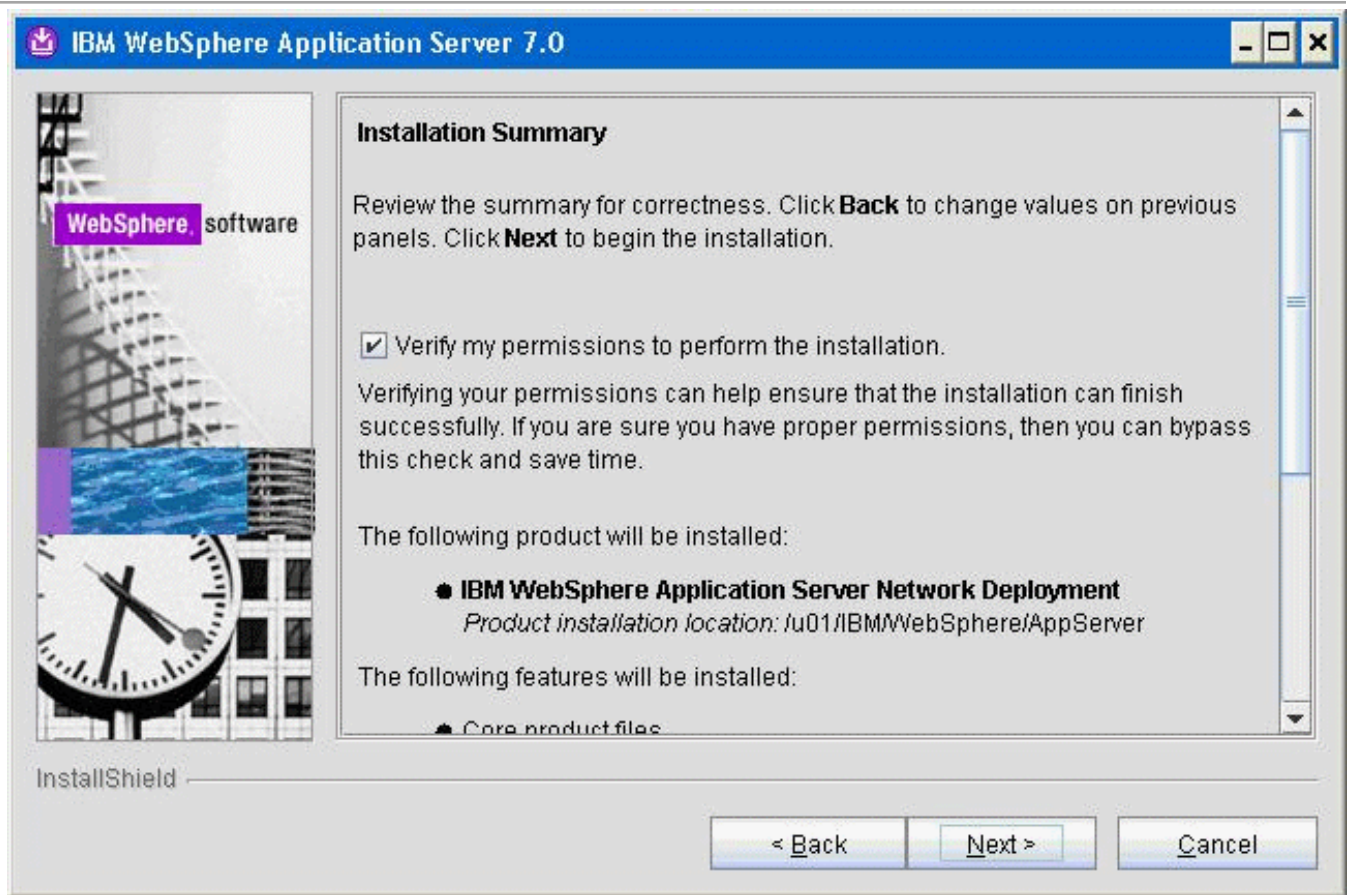 IBM WebSphere Application Server 7.0
WebSphere. software
Installation Summary
Review the summary for correctness. Click Back to change values on previous
panels. Click Next to begin the installation.
Verify my permissions to perform the installation.
Verifying your permissions can help ensure that the installation can finish
successfully. If you are sure you have proper permissions, then you can bypass
this check and save time.
The following product will be installed:
● IBM WebSphere Application Server Network Deployment
Product installation location: /u01/IBM/WebSphere/AppServer
The following features will be installed:
● Core product files
InstallShield
< Back
Next >
Cancel